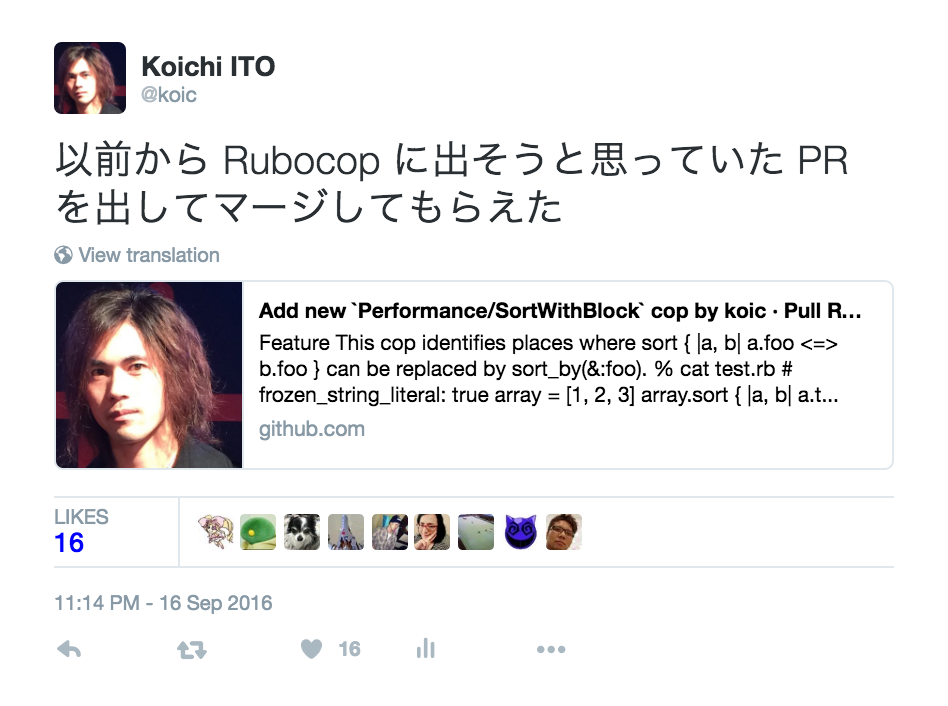 Koichi ITO
@koic
以前から Rubocop に出そうと思っていた PR
を出してマージしてもらえた
View translation
Add new `Performance/SortWithBlock` cop by koic · Pull R...
Feature This cop identifies places where sort { |a, b| a.foo <=>
b.foo } can be replaced by sort_by(&:foo). % cat test.rb #
frozen_string_literal: true array = [1, 2, 3] array.sort { |a, b| a.t...
github.com
LIKES
16
11:14 PM - 16 Sep 2016
16